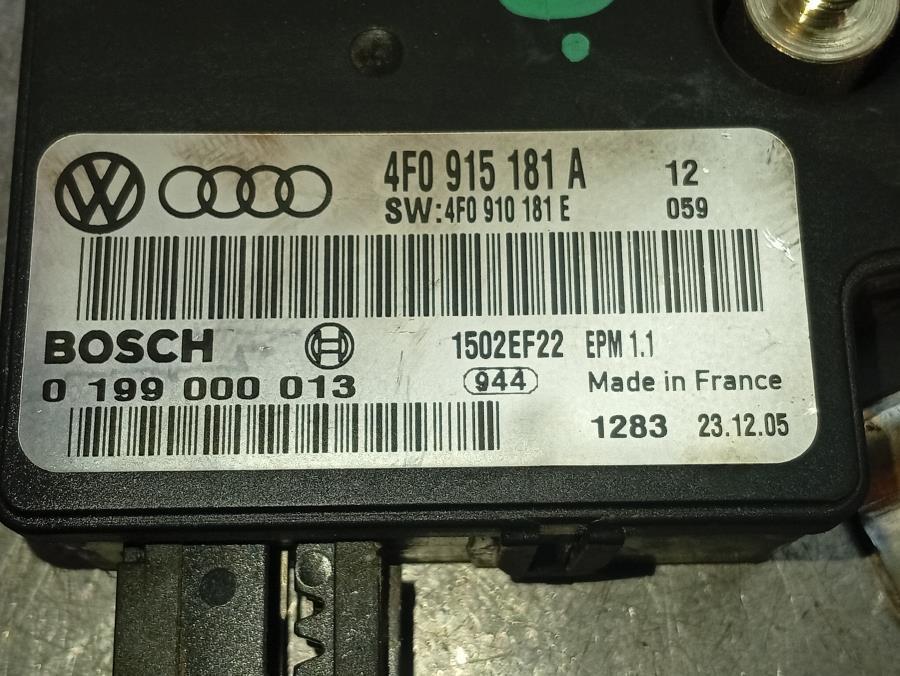 4F0 915 181 A 12
SW:4F0 910 181 E 059
BOSCH 1502EF22 EPM 1.1
0 199 000 013 944 Made in France
1283 23.12.05